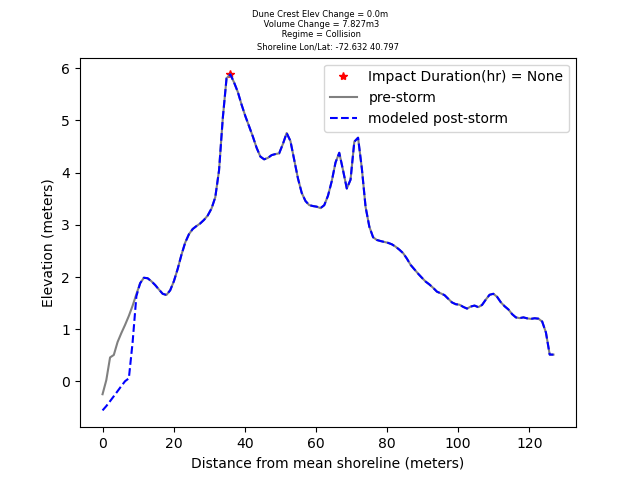 Dune Crest Elev Change = 0.0m
Volume Change = 7.827m3
Regime = Collision
Shoreline Lon/Lat: -72.632 40.797
Impact Duration(hr) = None
pre-storm
modeled post-storm
6
5
4
3
2
1
0
Elevation (meters)
0 20 40 60 80 100 120
Distance from mean shoreline (meters)